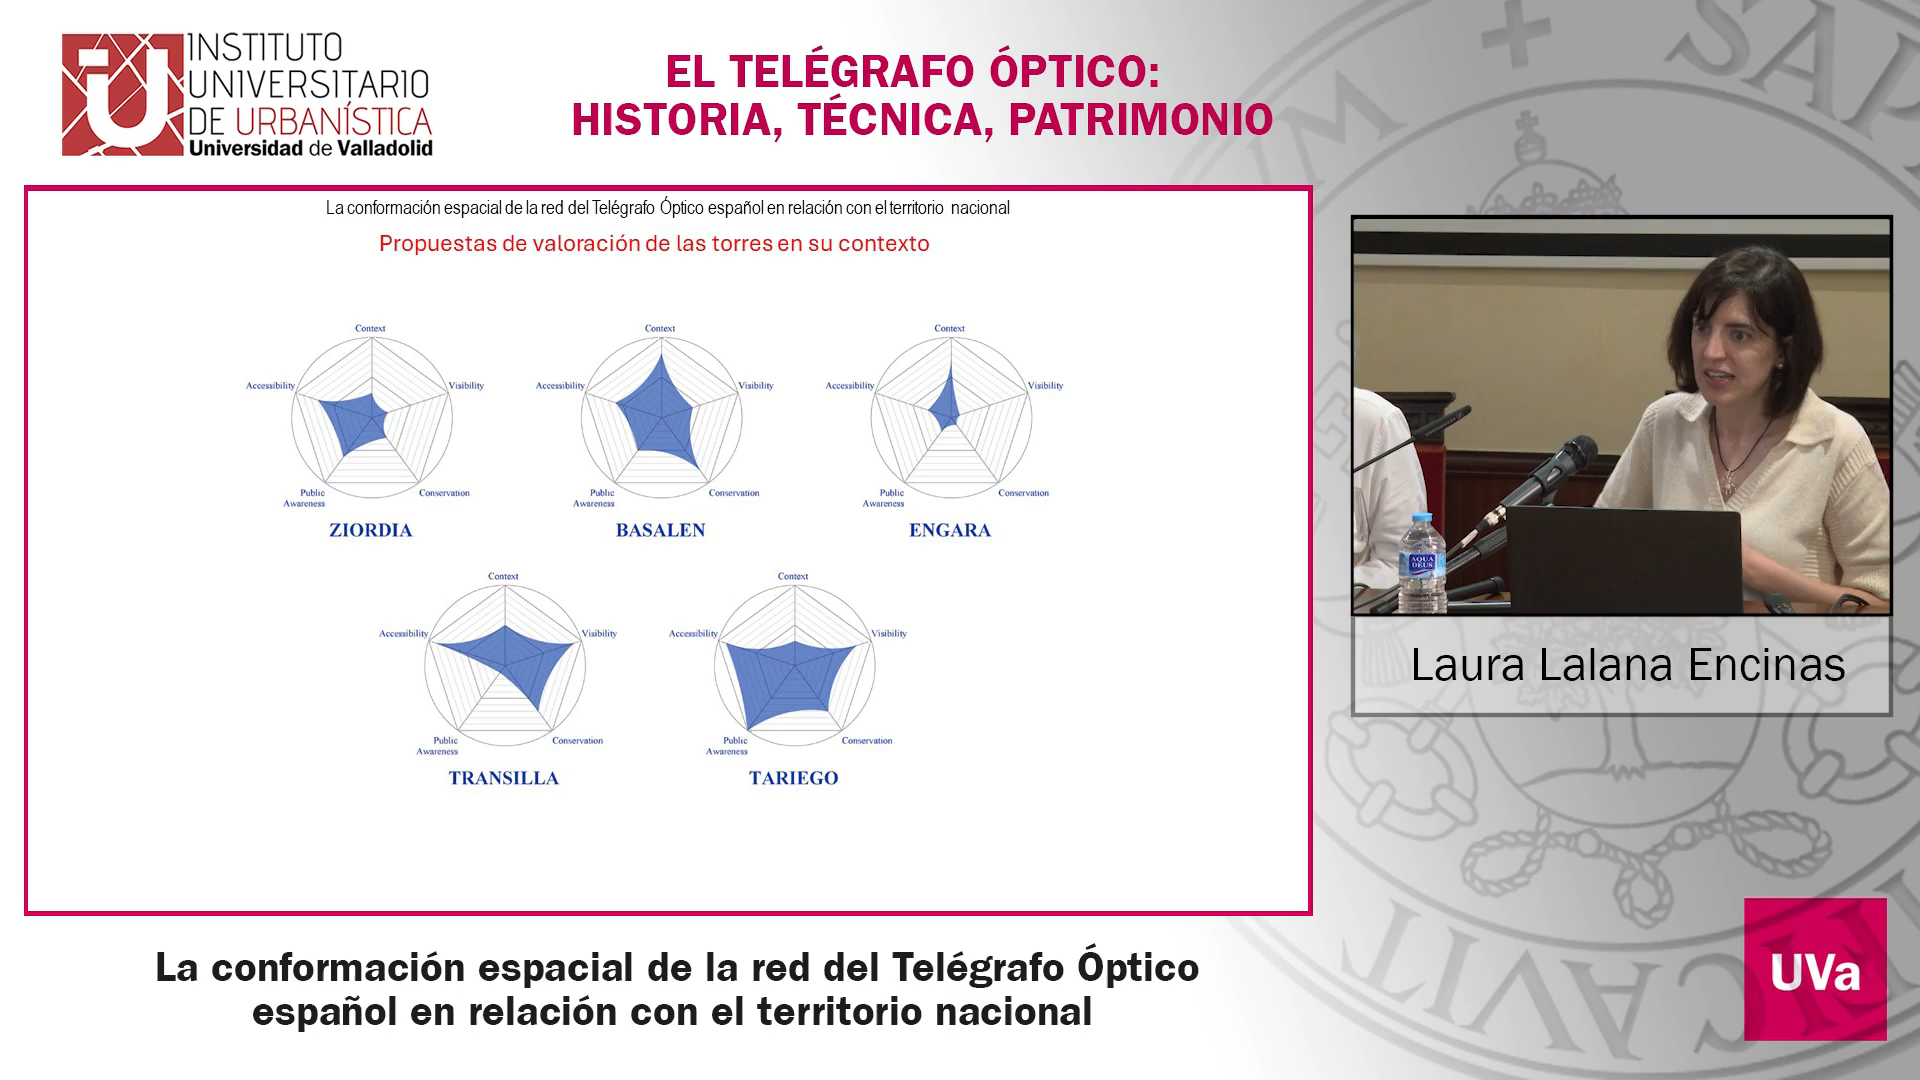 INSTITUTO
UNIVERSITARIO
DE URBANÍSTICA
Universidad de Valladolid
EL TELÉGRAFO ÓPTICO:
HISTORIA, TÉCNICA, PATRIMONIO
La conformación espacial de la red del Telégrafo Óptico español en relación con el territorio nacional
Propuestas de valoración de las torres en su contexto
Context
Accessibility
Visibility
Public
Awareness
Conservation
ZIORDIA
Context
Accessibility
Visibility
Public
Awareness
Conservation
BASALEN
Context
Accessibility
Visibility
Public
Awareness
Conservation
ENGARA
Context
Accessibility
Visibility
Public
Awareness
Conservation
TRANSILLA
Context
Accessibility
Visibility
Public
Awareness
Conservation
TARIEGO
AQUA
DEUS
Laura Lalana Encinas
La conformación espacial de la red del Telégrafo Óptico
español en relación con el territorio nacional
UVa